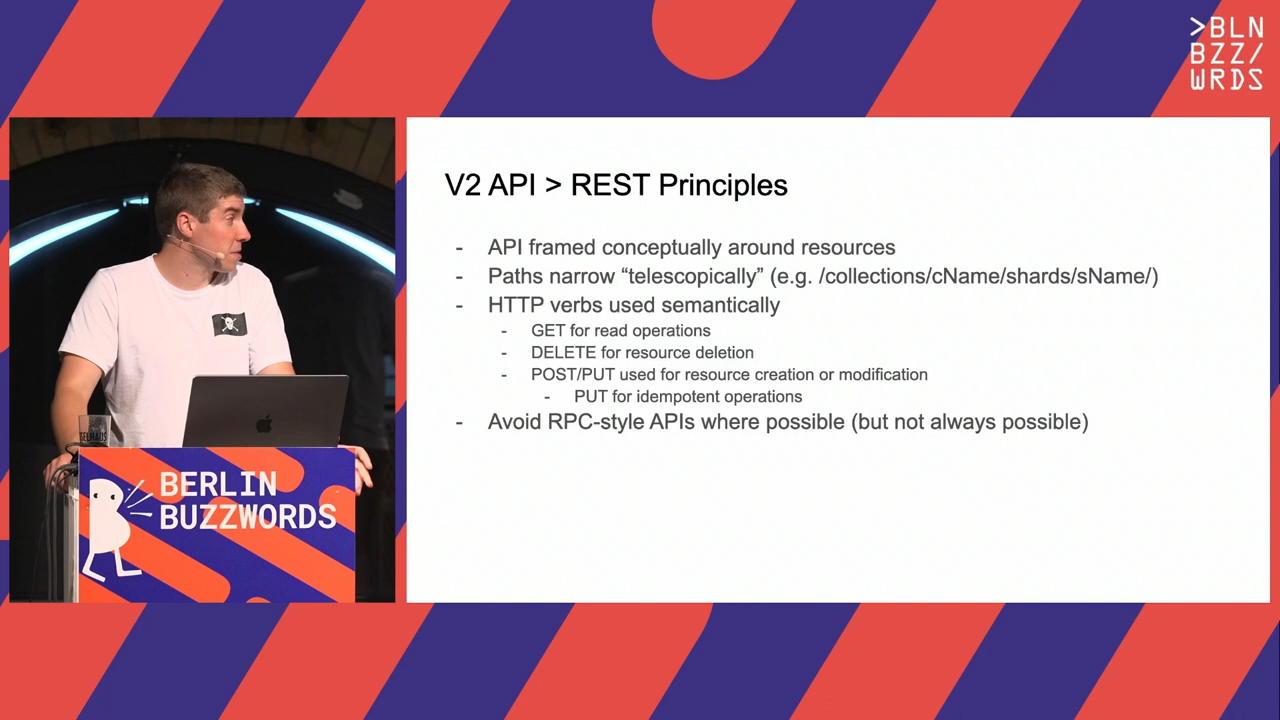 >BLN
BZZ/
WRDS
V2 API > REST Principles
- API framed conceptually around resources
- Paths narrow “telescopically” (e.g. /collections/cName/shards/sName/)
- HTTP verbs used semantically
- GET for read operations
- DELETE for resource deletion
- POST/PUT used for resource creation or modification
- PUT for idempotent operations
- Avoid RPC-style APIs where possible (but not always possible)
BERLIN
BUZZWORDS